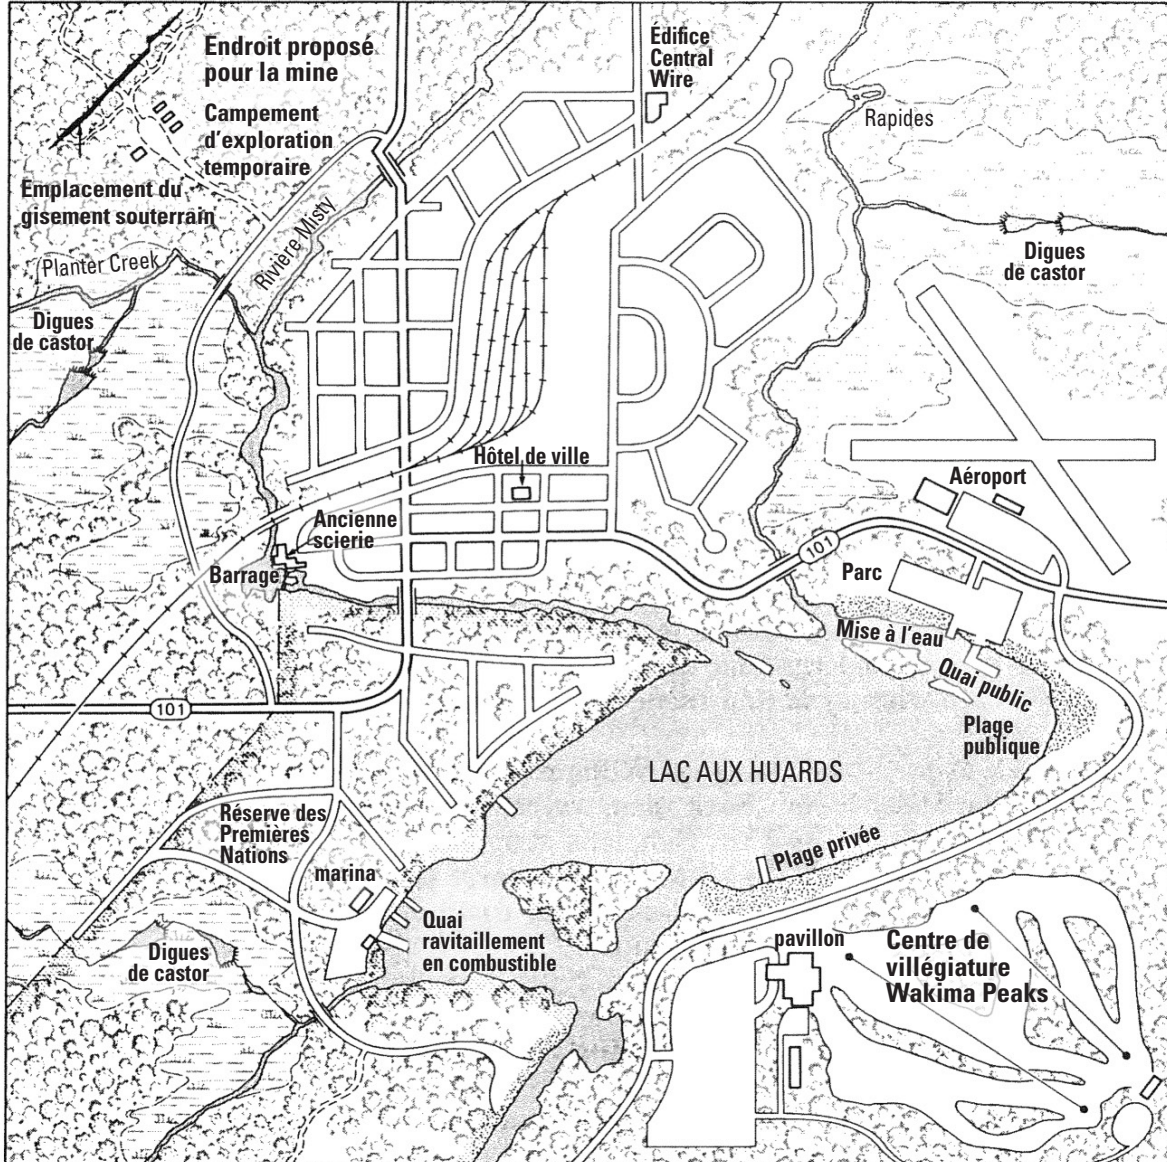 Endroit proposé
pour la mine
Campement
d'exploration
temporaire
Emplacement du
gisement souterrain
Édifice
Central
Wire
Rapides
Planter Creek
Rivière Misty
Digues
de castor
Digues
de castor
Hôtel de ville
Aéroport
Ancienne
scierie
Barrage
101
Parc
Mise à l'eau
Quai public
Plage
publique
101
LAC AUX HUARDS
Réserve des
Premières
Nations
marina
Plage privée
Quai
ravitaillement
en combustible
Digues
de castor
pavillon
Centre de
villégiature
Wakima Peaks